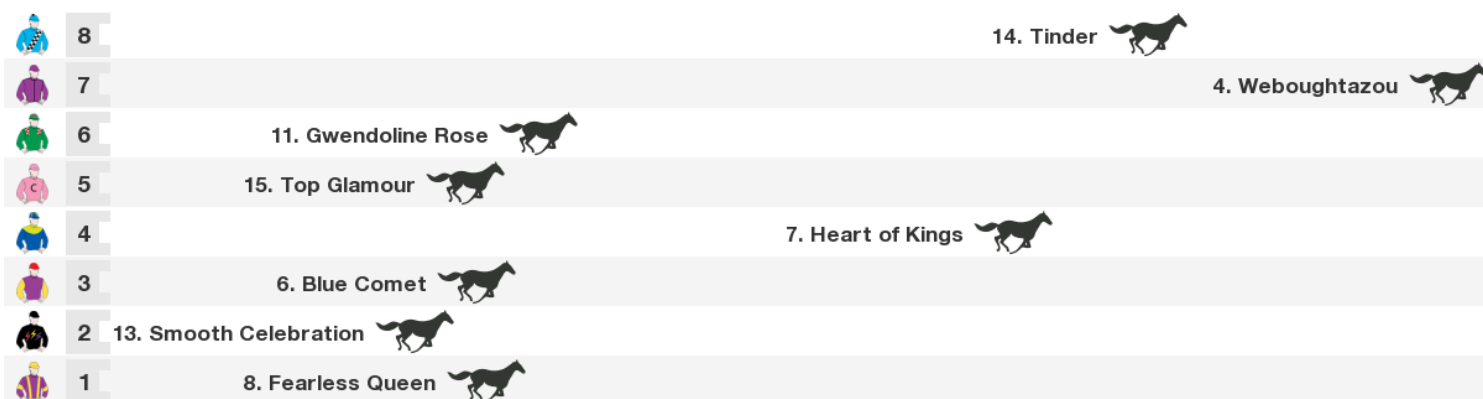 8 14. Tinder
7 4. Weboughtazou
6 11. Gwendoline Rose
C 5 15. Top Glamour
4 7. Heart of Kings
3 6. Blue Comet
2 13. Smooth Celebration
1 8. Fearless Queen